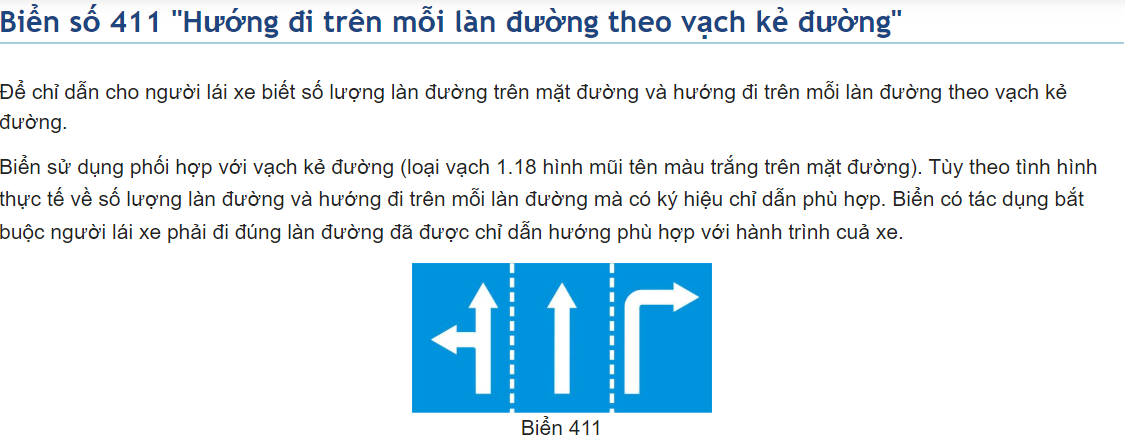 Biển số 411 "Hướng đi trên mỗi làn đường theo vạch kẻ đường"
Để chỉ dẫn cho người lái xe biết số lượng làn đường trên mặt đường và hướng đi trên mỗi làn đường theo vạch kẻ
đường.
Biển sử dụng phối hợp với vạch kẻ đường (loại vạch 1.18 hình mũi tên màu trắng trên mặt đường). Tùy theo tình hình
thực tế về số lượng làn đường và hướng đi trên mỗi làn đường mà có ký hiệu chỉ dẫn phù hợp. Biển có tác dụng bắt
buộc người lái xe phải đi đúng làn đường đã được chỉ dẫn hướng phù hợp với hành trình cuả xe.
Biển 411